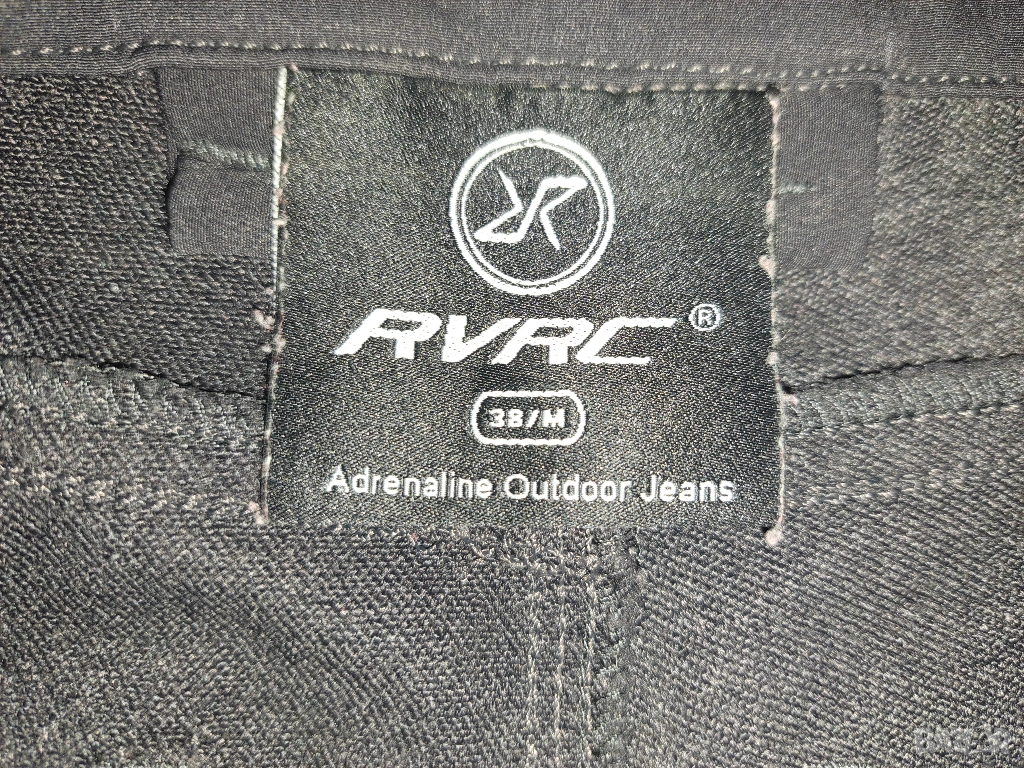 RVRC®
38/M
Adrenaline Outdoor Jeans